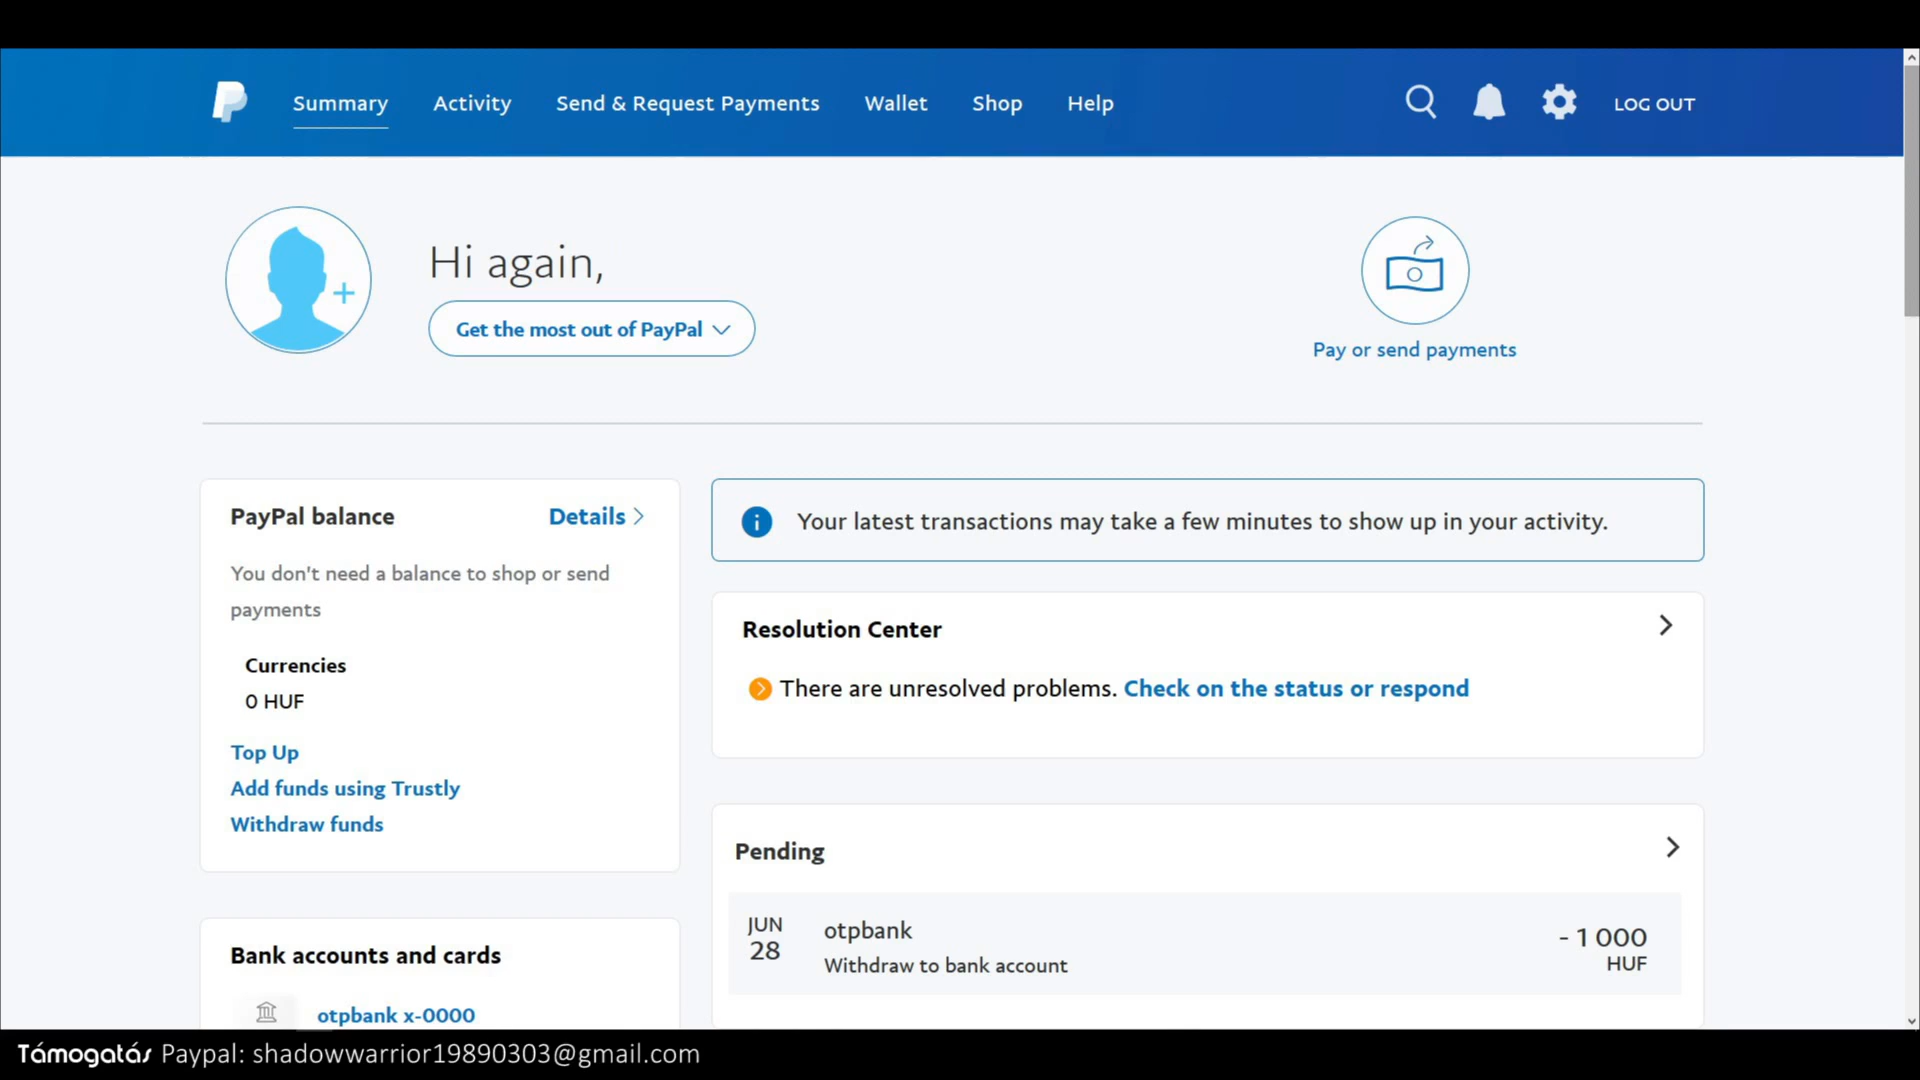 Summary
Activity
Send & Request Payments
Wallet
Shop
Help
LOG OUT
Hi again,
Get the most out of PayPal
Pay or send payments
PayPal balance
Details
You don't need a balance to shop or send
payments
Currencies
0 HUF
Top Up
Add funds using Trustly
Withdraw funds
Bank accounts and cards
otpbank x-0000
Your latest transactions may take a few minutes to show up in your activity.
Resolution Center
There are unresolved problems. Check on the status or respond
Pending
JUN
28
otpbank
Withdraw to bank account
- 1 000
HUF
Támogatás Paypal: shadowwarrior19890303@gmail.com